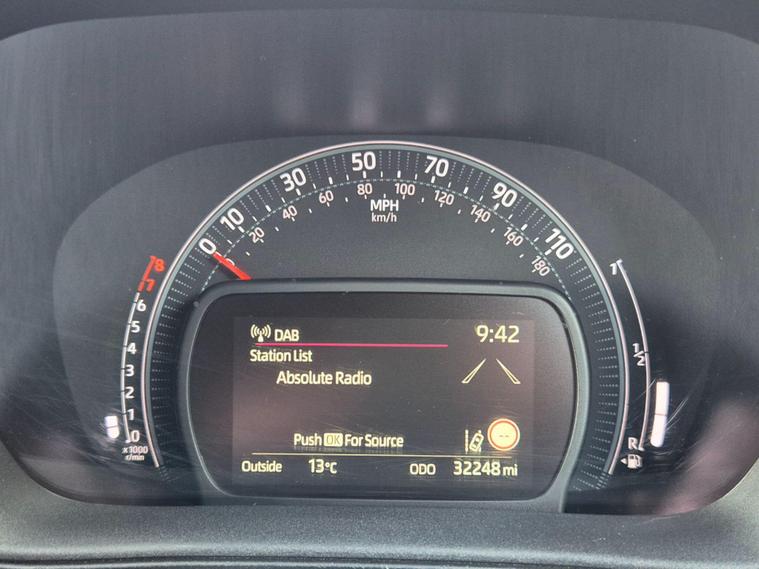 0 10 30 50 70 90 110
20 40 60 80 100 120 140 160 180
MPH
km/h
8
7
6
5
4
3
2
1
0
x1000
r/min
DAB
9:42
Station List
Absolute Radio
Push OK For Source
--
Outside 13°C ODO 32248 mi
1
1/2
R